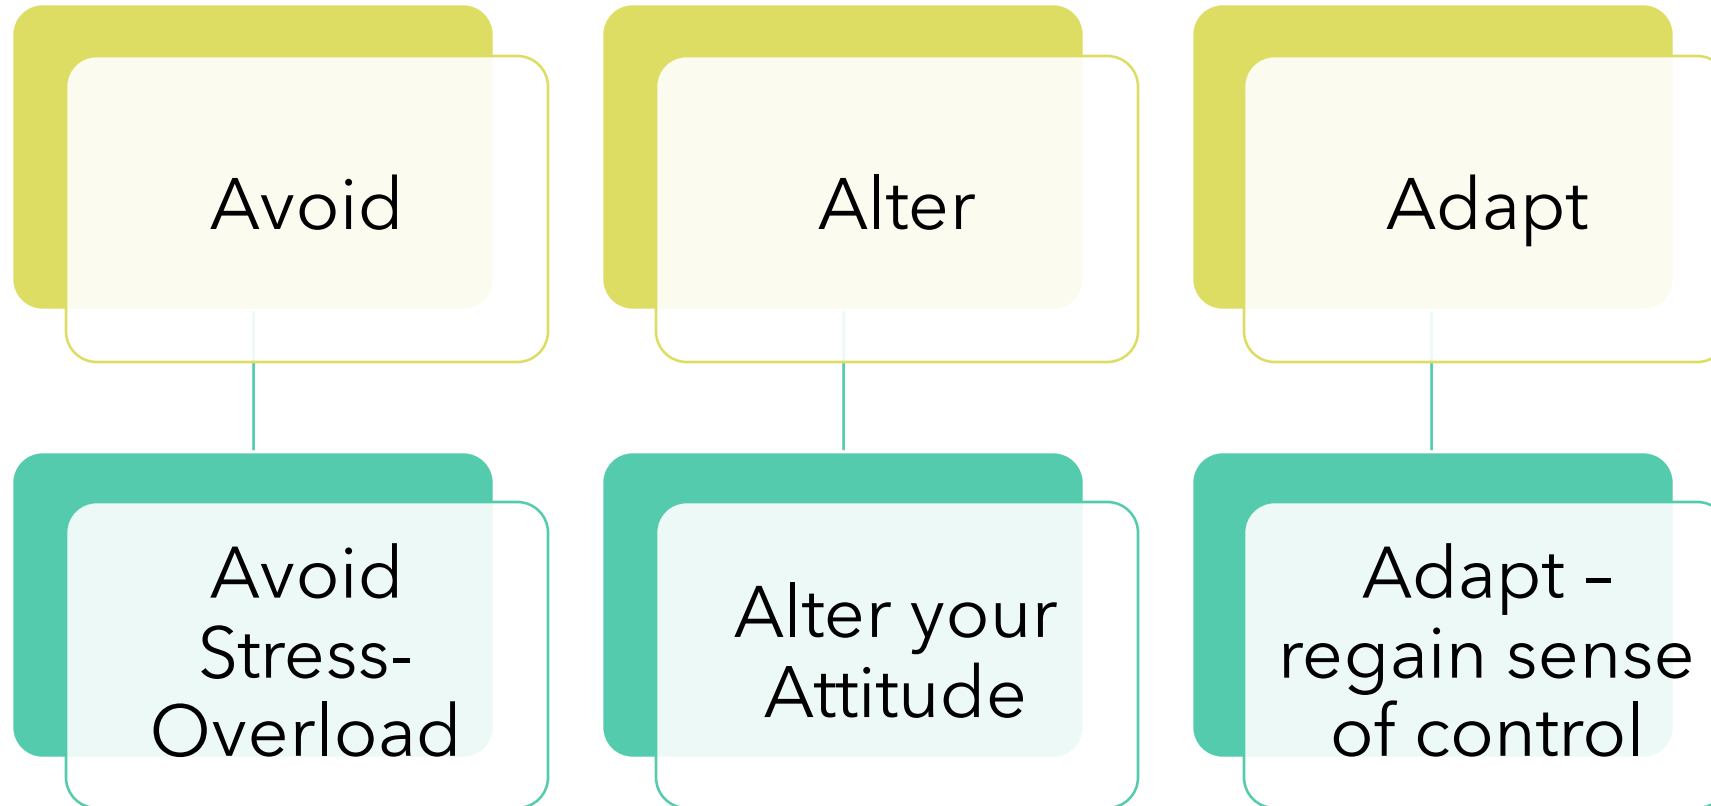 Avoid
Alter
Adapt
Avoid
Stress-
Overload
Alter your
Attitude
Adapt –
regain sense
of control